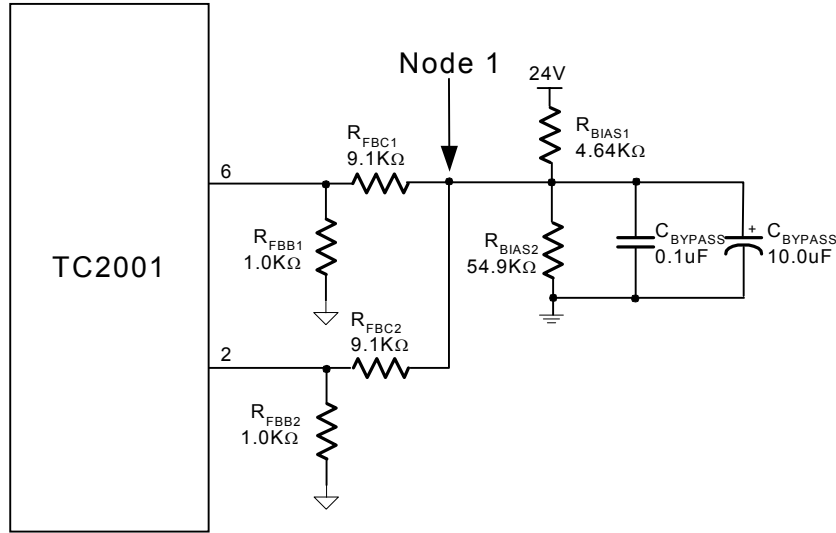 Node 1
24V
R_BIAS1
4.64KΩ
R_FBC1
9.1KΩ
6
R_FBB1
1.0KΩ
R_BIAS2
54.9KΩ
C_BYPASS
0.1uF
+
C_BYPASS
10.0uF
TC2001
R_FBC2
9.1KΩ
2
R_FBB2
1.0KΩ